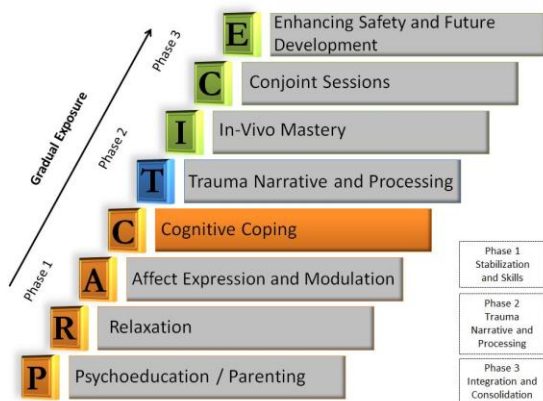 E Enhancing Safety and Future
Development
C Conjoint Sessions
I In-Vivo Mastery
T Trauma Narrative and Processing
C Cognitive Coping
A Affect Expression and Modulation
R Relaxation
P Psychoeducation / Parenting
Gradual Exposure
Phase 3
Phase 2
Phase 1
Phase 1
Stabilization
and Skills
Phase 2
Trauma
Narrative and
Processing
Phase 3
Integration and
Consolidation